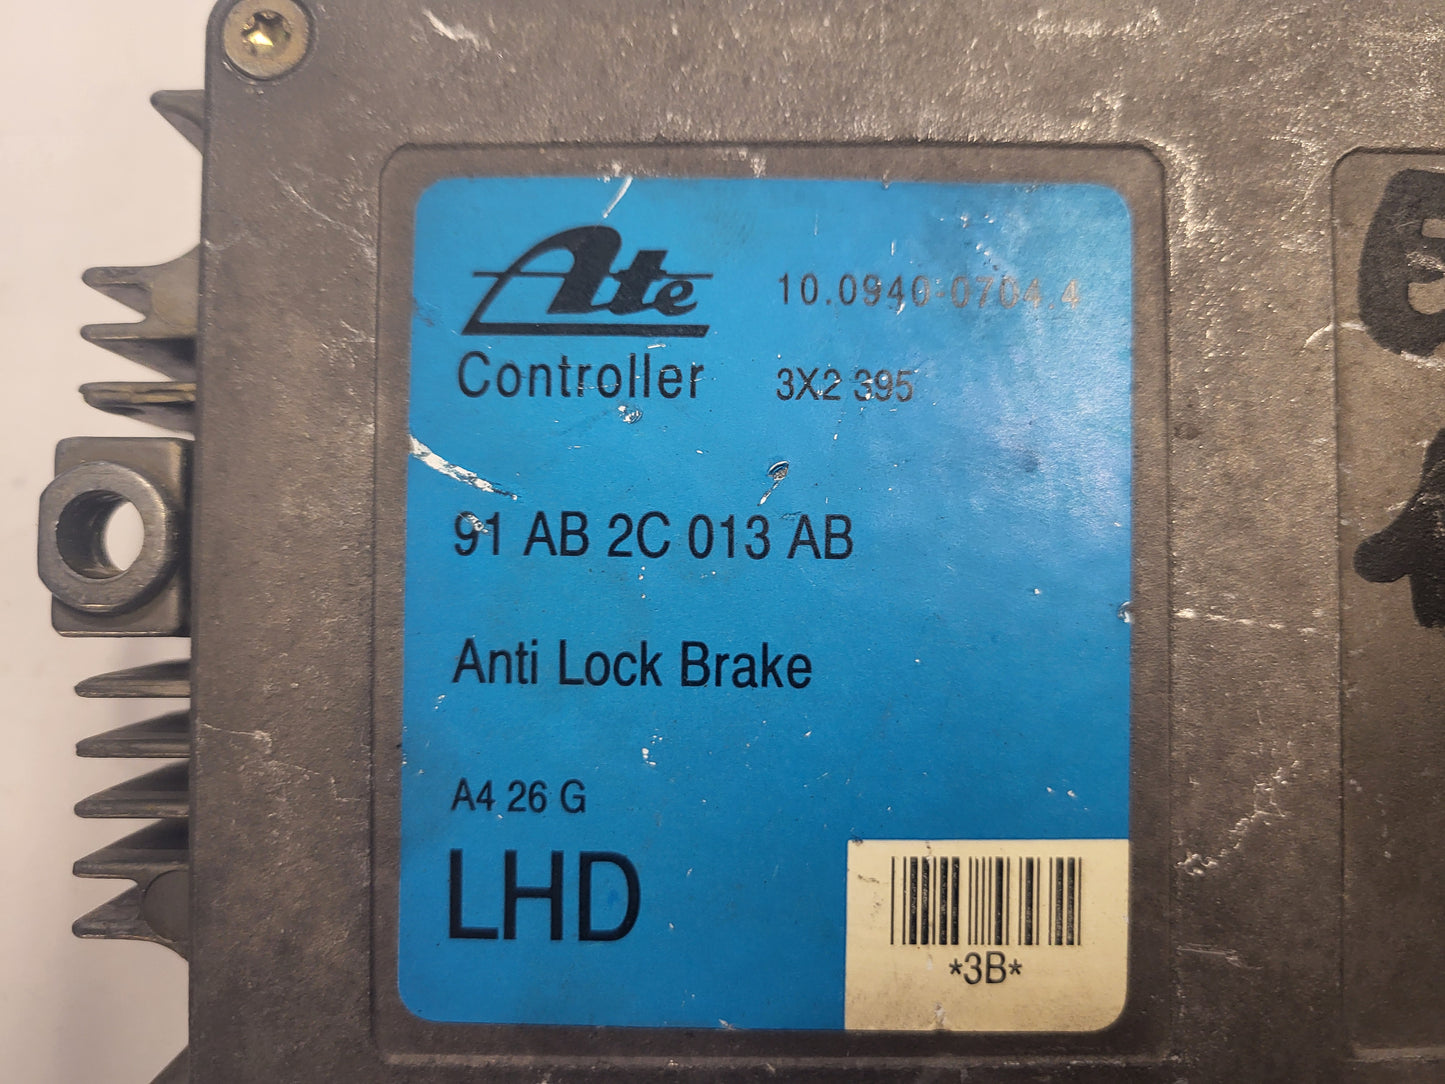 Ate 10.0940-0704.4
Controller 3X2 395
91 AB 2C 013 AB
Anti Lock Brake
A4 26 G
LHD
*3B*